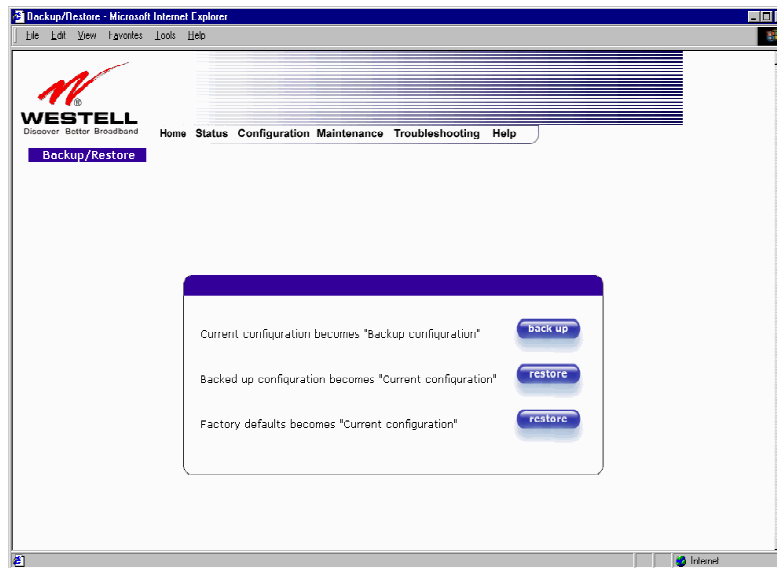 Backup/Restore - Microsoft Internet Explorer
File Edit View Favorites Tools Help
®
WESTELL
Discover Better Broadband
Home Status Configuration Maintenance Troubleshooting Help
Backup/Restore
Current configuration becomes "Backup configuration" back up
Backed up configuration becomes "Current configuration" restore
Factory defaults becomes "Current configuration" restore
Internet